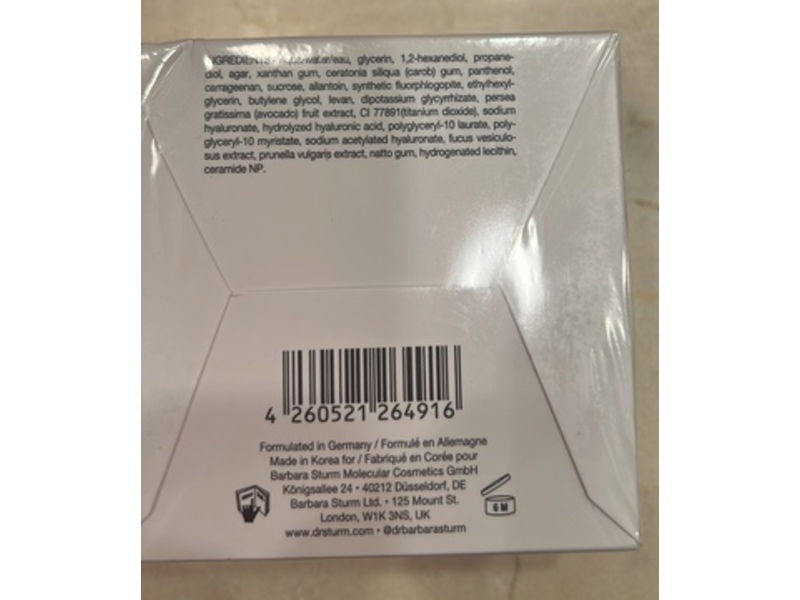 INGREDIENTS: aqua/water/eau, glycerin, 1,2-hexanediol, propane-
diol, agar, xanthan gum, ceratonia siliqua (carob) gum, panthenol,
carrageenan, sucrose, allantoin, synthetic fluorphlogopite, ethylhexyl-
glycerin, butylene glycol, levan, dipotassium glycyrrhizate, persea
gratissima (avocado) fruit extract, CI 77891(titanium dioxide), sodium
hyaluronate, hydrolyzed hyaluronic acid, polyglyceryl-10 laurate, poly-
glyceryl-10 myristate, sodium acetylated hyaluronate, fucus vesiculo-
sus extract, prunella vulgaris extract, natto gum, hydrogenated lecithin,
ceramide NP.
4 260521 264916
Formulated in Germany / Formulé en Allemagne
Made in Korea for / Fabriqué en Corée pour
Barbara Sturm Molecular Cosmetics GmbH
Königsallee 24 • 40212 Düsseldorf, DE
Barbara Sturm Ltd. • 125 Mount St.
London, W1K 3NS, UK
www.drsturm.com • @drbarbarasturm
6 M